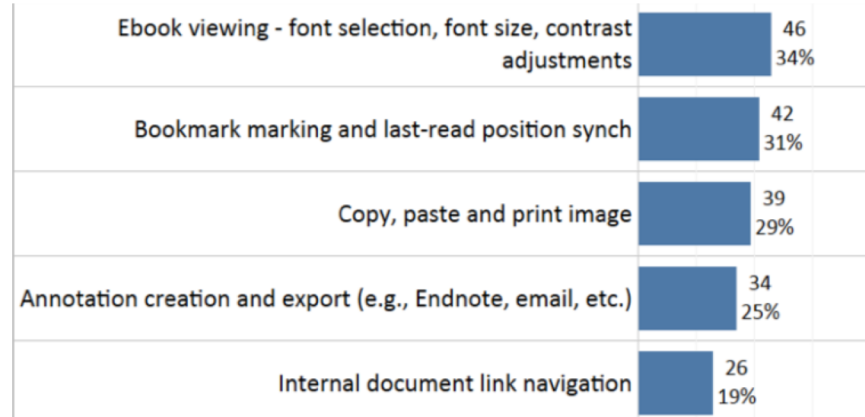 Ebook viewing - font selection, font size, contrast
adjustments
46
34%
Bookmark marking and last-read position synch
42
31%
Copy, paste and print image
39
29%
Annotation creation and export (e.g., Endnote, email, etc.)
34
25%
Internal document link navigation
26
19%